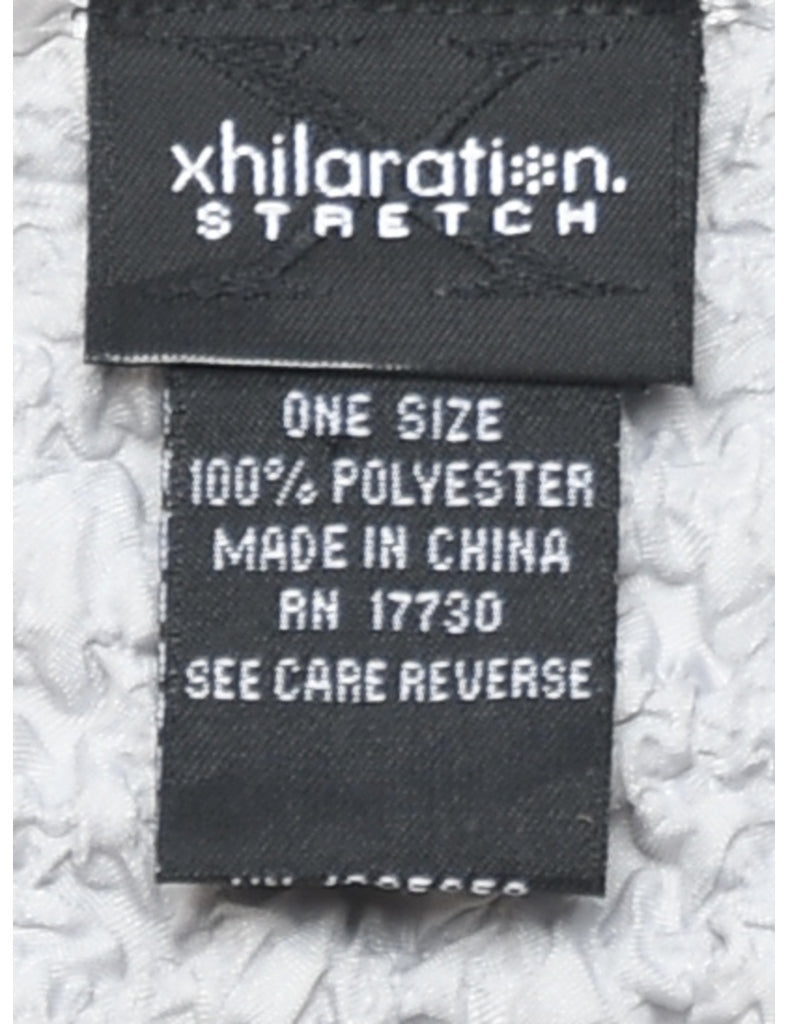 xhilaration.
STRETCH
ONE SIZE
100% POLYESTER
MADE IN CHINA
RN 17730
SEE CARE REVERSE